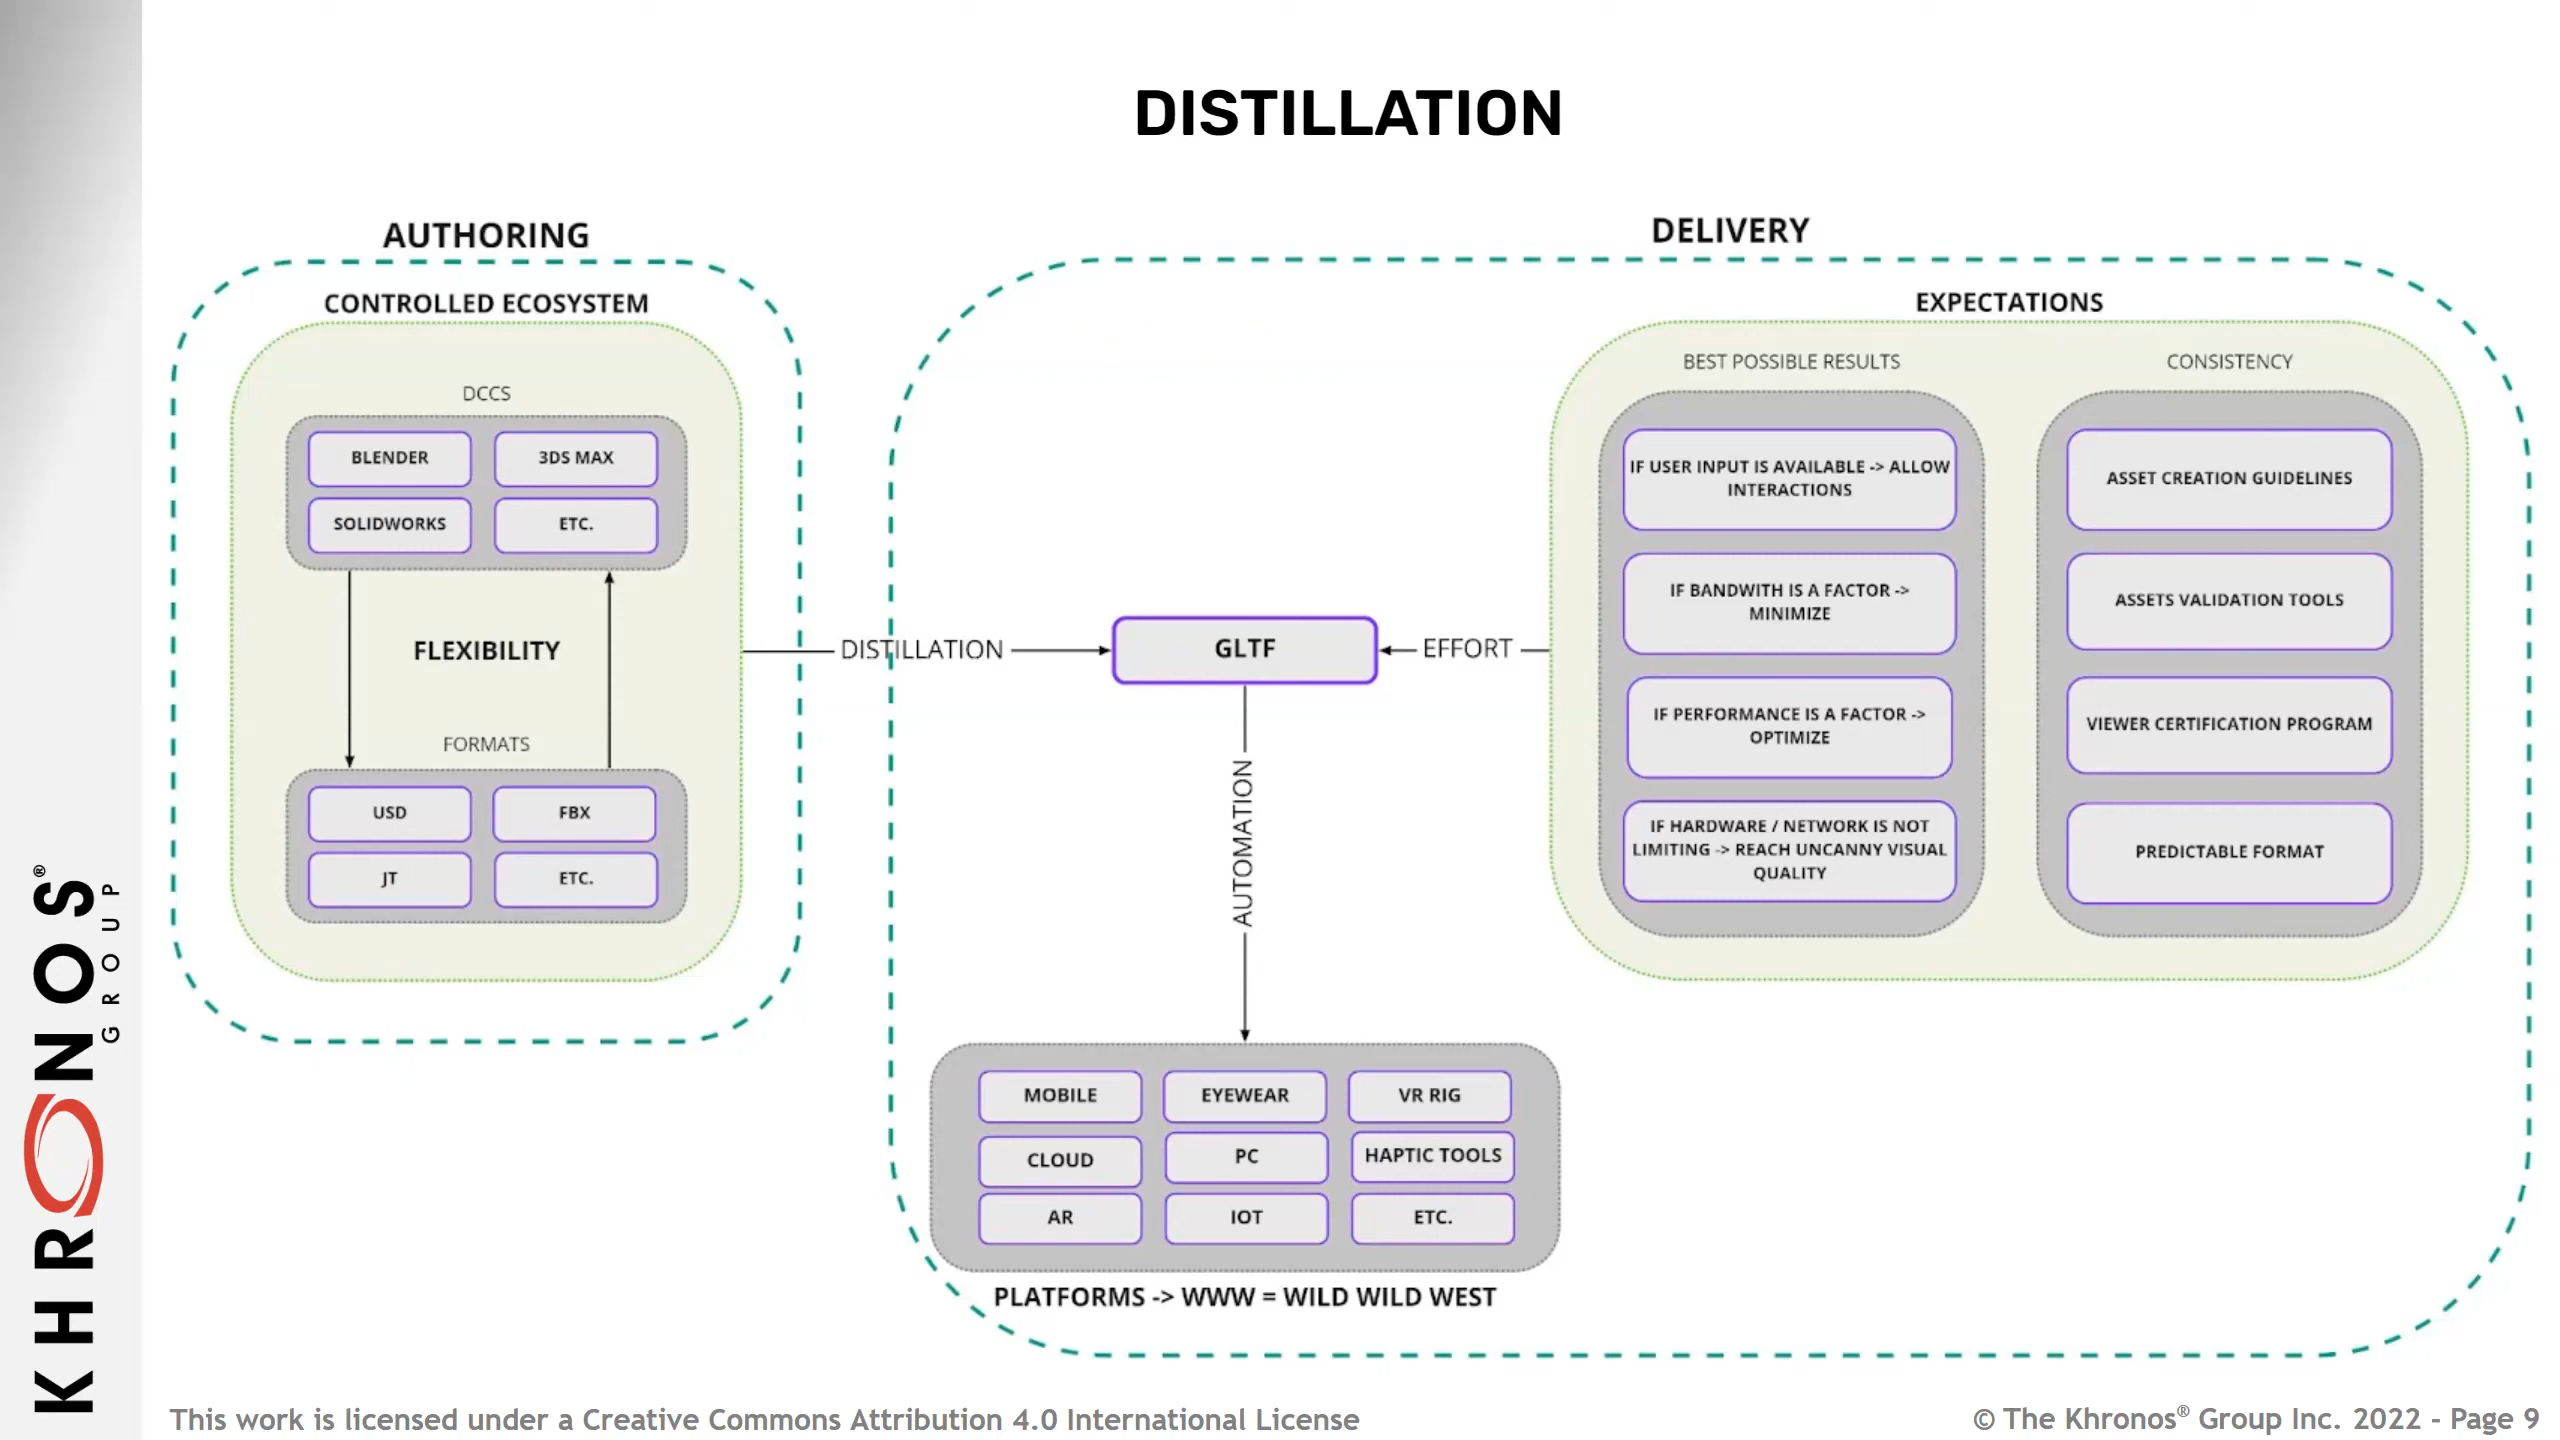 DISTILLATION
AUTHORING
CONTROLLED ECOSYSTEM
DCCS
BLENDER
3DS MAX
SOLIDWORKS
ETC.
FLEXIBILITY
FORMATS
USD
FBX
JT
ETC.
DISTILLATION
DELIVERY
GLTF
EFFORT
AUTOMATION
EXPECTATIONS
BEST POSSIBLE RESULTS
IF USER INPUT IS AVAILABLE -> ALLOW
INTERACTIONS
IF BANDWITH IS A FACTOR ->
MINIMIZE
IF PERFORMANCE IS A FACTOR ->
OPTIMIZE
IF HARDWARE / NETWORK IS NOT
LIMITING -> REACH UNCANNY VISUAL
QUALITY
CONSISTENCY
ASSET CREATION GUIDELINES
ASSETS VALIDATION TOOLS
VIEWER CERTIFICATION PROGRAM
PREDICTABLE FORMAT
MOBILE
EYEWEAR
VR RIG
CLOUD
PC
HAPTIC TOOLS
AR
IOT
ETC.
PLATFORMS -> WWW = WILD WILD WEST
KHRONOS®
GROUP
This work is licensed under a Creative Commons Attribution 4.0 International License
© The Khronos® Group Inc. 2022 - Page 9